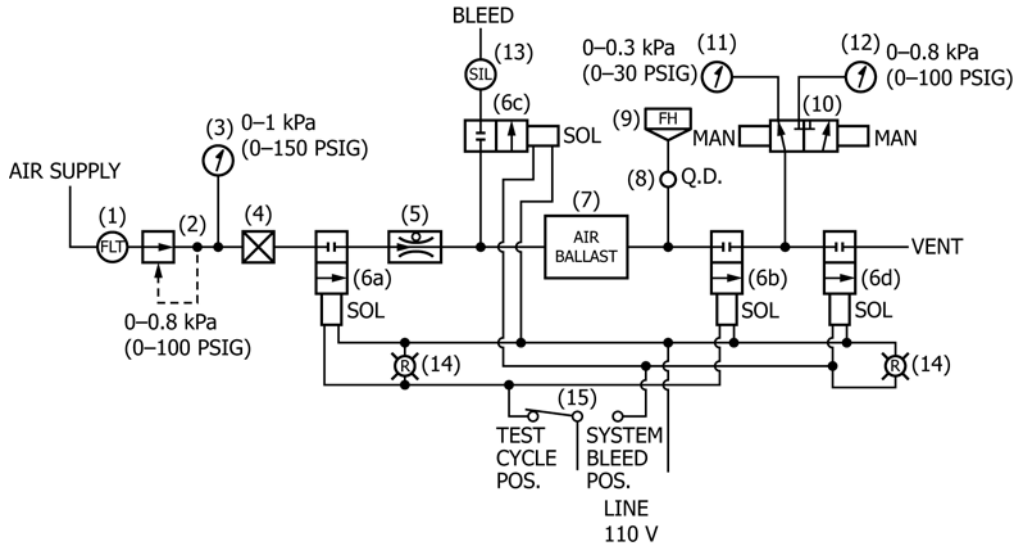 BLEED
(13)
SIL
0–0.3 kPa
(0–30 PSIG)
(11)
(12)
0–0.8 kPa
(0–100 PSIG)
(6c)
SOL
(9)
FH
(10)
MAN
MAN
(3)
0–1 kPa
(0–150 PSIG)
(8)
Q.D.
AIR SUPPLY
(1)
FLT
(2)
(4)
(5)
(7)
AIR
BALLAST
VENT
(6a)
SOL
(6b)
SOL
(6d)
SOL
0–0.8 kPa
(0–100 PSIG)
R
(14)
R
(14)
(15)
TEST
CYCLE
POS.
SYSTEM
BLEED
POS.
LINE
110 V